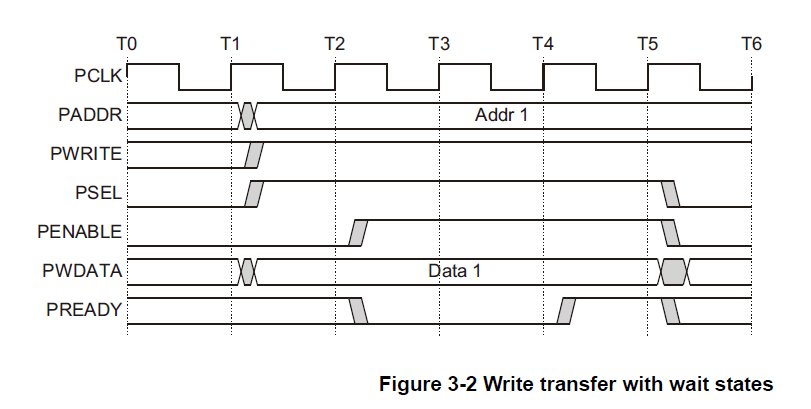 T0 T1 T2 T3 T4 T5 T6
PCLK
PADDR Addr 1
PWRITE
PSEL
PENABLE
PWDATA Data 1
PREADY
Figure 3-2 Write transfer with wait states